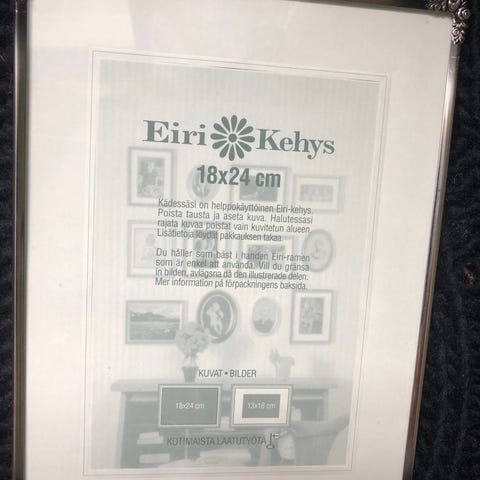 Eiri Kehys
18x24 cm
Kädessäsi on helppokäyttöinen Eiri-kehys.
Poista tausta ja aseta kuva. Halutessasi
rajata kuvaa poistat vain kuvitetun alueen.
Lisätietoja löydät pakkauksen takaa.
Du håller som bäst i handen Eiri-ramen
som är enkel att använda. Vill du gränsa
in bilden, avlägsna då den illustrerade delen.
Mer information på förpackningens baksida.
KUVAT • BILDER
18x24 cm 13x18 cm
KOTIMAISTA LAATUTYÖTÄ